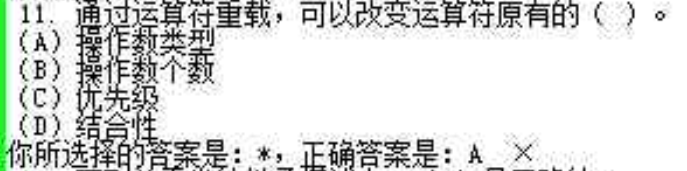 11. 通过运算符重载，可以改变运算符原有的（ ）。
(A) 操作数类型
(B) 操作数个数
(C) 优先级
(D) 结合性
你所选择的答案是：*，正确答案是：A  ×